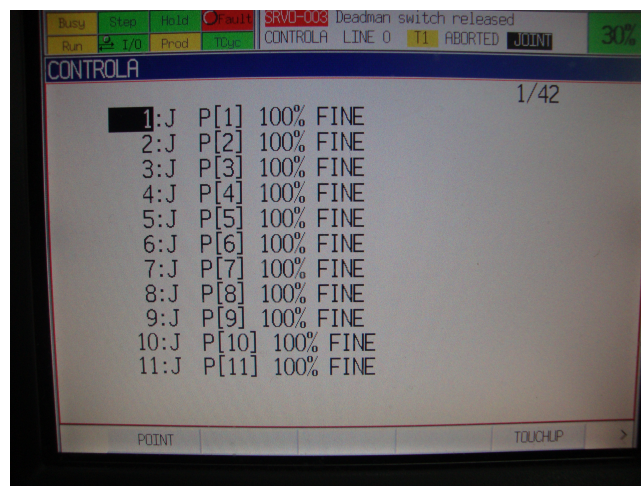 Busy Step Hold Fault SRVO-003 Deadman switch released
Run I/O Prod TCyc CONTROLA LINE 0 T1 ABORTED JOINT 30%
CONTROLA
1/42
1:J P[1] 100% FINE
2:J P[2] 100% FINE
3:J P[3] 100% FINE
4:J P[4] 100% FINE
5:J P[5] 100% FINE
6:J P[6] 100% FINE
7:J P[7] 100% FINE
8:J P[8] 100% FINE
9:J P[9] 100% FINE
10:J P[10] 100% FINE
11:J P[11] 100% FINE
POINT TOUCHUP >